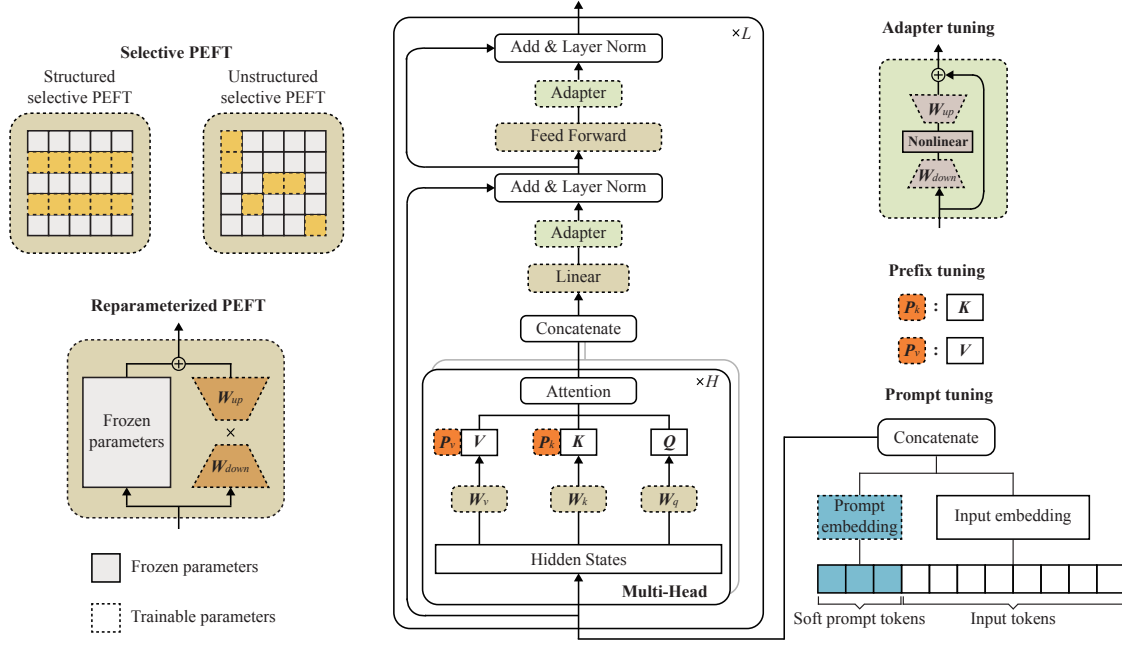 Selective PEFT
Structured
selective PEFT
Unstructured
selective PEFT
Reparameterized PEFT
Frozen
parameters
W_up
×
W_down
Frozen parameters
Trainable parameters
×L
Add & Layer Norm
Adapter
Feed Forward
Add & Layer Norm
Adapter
Linear
Concatenate
×H
Attention
P_v V P_k K Q
W_v W_k W_q
Hidden States
Multi-Head
Adapter tuning
W_up
Nonlinear
W_down
Prefix tuning
P_k : K
P_v : V
Prompt tuning
Concatenate
Prompt
embedding
Input embedding
Soft prompt tokens
Input tokens